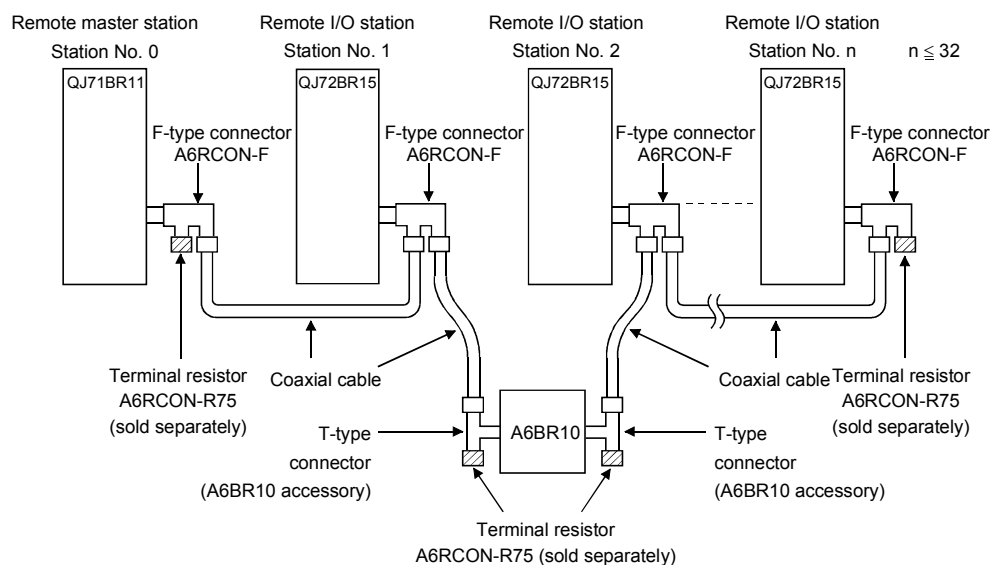 Remote master station
Station No. 0
Remote I/O station
Station No. 1
Remote I/O station
Station No. 2
Remote I/O station
Station No. n
n ≦ 32
QJ71BR11
QJ72BR15
QJ72BR15
QJ72BR15
F-type connector
A6RCON-F
F-type connector
A6RCON-F
F-type connector
A6RCON-F
F-type connector
A6RCON-F
Terminal resistor
A6RCON-R75
(sold separately)
Coaxial cable
Coaxial cable
Terminal resistor
A6RCON-R75
(sold separately)
T-type
connector
(A6BR10 accessory)
A6BR10
T-type
connector
(A6BR10 accessory)
Terminal resistor
A6RCON-R75 (sold separately)